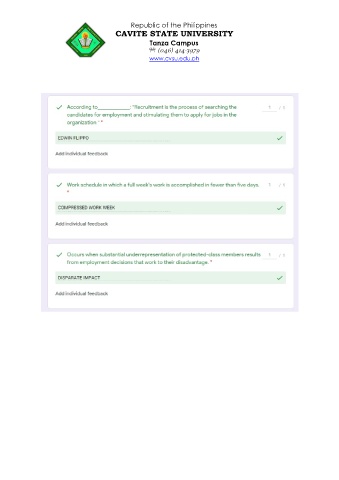 Republic of the Philippines
CAVITE STATE UNIVERSITY
Tanza Campus
☏ (046) 414-3979
www.cvsu.edu.ph
According to____________: "Recruitment is the process of searching the
candidates for employment and stimulating them to apply for jobs in the
organization ' *
1 / 1
EDWIN FLIPPO
Add individual feedback
Work schedule in which a full week's work is accomplished in fewer than five days.
*
1 / 1
COMPRESSED WORK WEEK
Add individual feedback
Occurs when substantial underrepresentation of protected-class members results
from employment decisions that work to their disadvantage. *
1 / 1
DISPARATE IMPACT
Add individual feedback